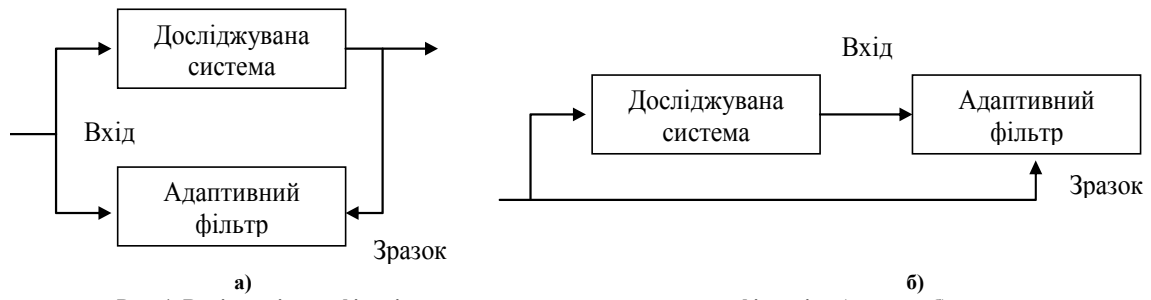 Досліджувана
система
Вхід
Адаптивний
фільтр
Зразок
а)
Вхід
Досліджувана
система
Адаптивний
фільтр
Зразок
б)